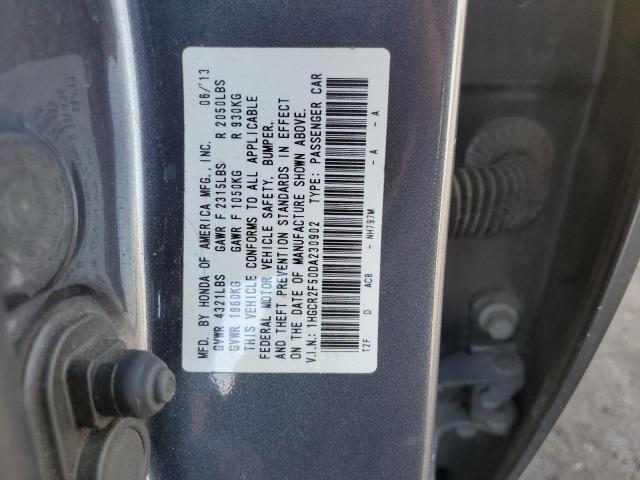 MFD. BY HONDA OF AMERICA MFG., INC. 06/13
GVWR 4321LBS GAWR F 2315LBS R 2050LBS
GVWR 1960KG GAWR F 1050KG R 930KG
THIS VEHICLE CONFORMS TO ALL APPLICABLE
FEDERAL MOTOR VEHICLE SAFETY, BUMPER,
AND THEFT PREVENTION STANDARDS IN EFFECT
ON THE DATE OF MANUFACTURE SHOWN ABOVE.
V.I.N.: 1HGCR2F50DA230902 TYPE: PASSENGER CAR
T2F D AC8 - NH797M - A - A